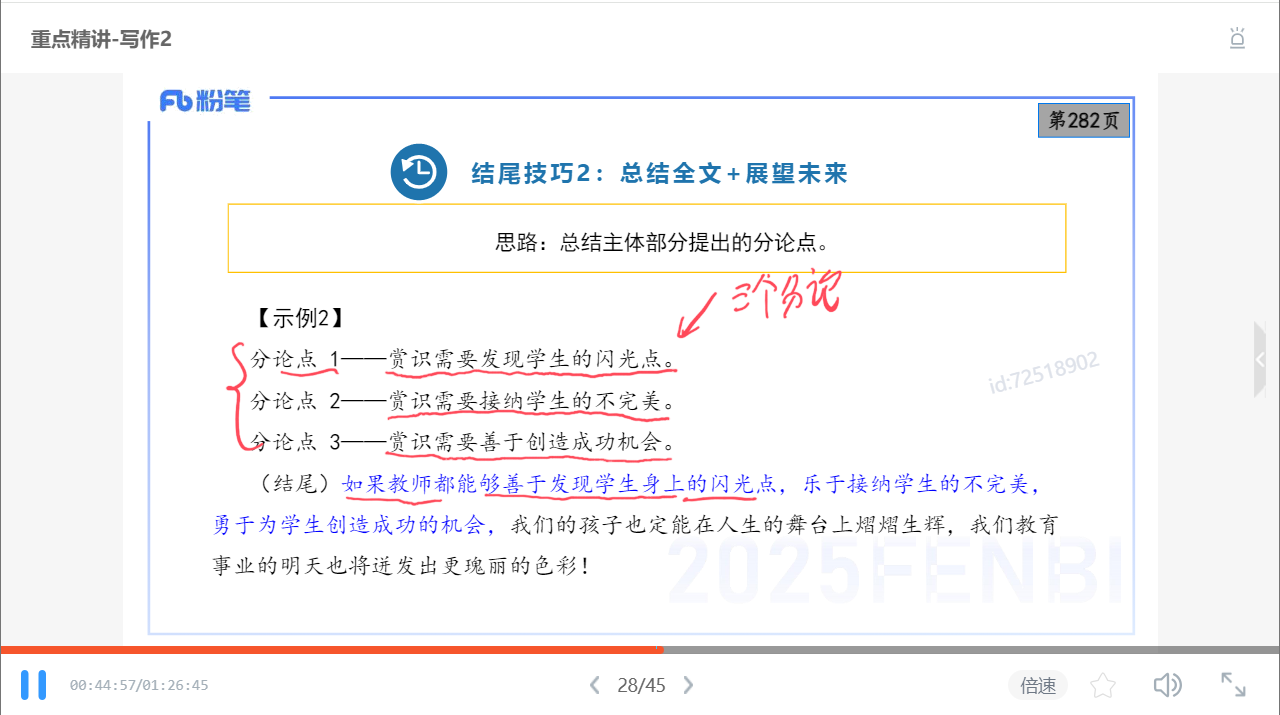 重点精讲-写作2
粉笔
第282页
结尾技巧2：总结全文+展望未来
思路：总结主体部分提出的分论点。
三个分论
【示例2】
分论点 1——赏识需要发现学生的闪光点。
分论点 2——赏识需要接纳学生的不完美。
分论点 3——赏识需要善于创造成功机会。
（结尾）如果教师都能够善于发现学生身上的闪光点，乐于接纳学生的不完美，
勇于为学生创造成功的机会，我们的孩子也定能在人生的舞台上熠熠生辉，我们教育
事业的明天也将迸发出更瑰丽的色彩！
id:72518902
2025FENBI
00:44:57/01:26:45
28/45
倍速